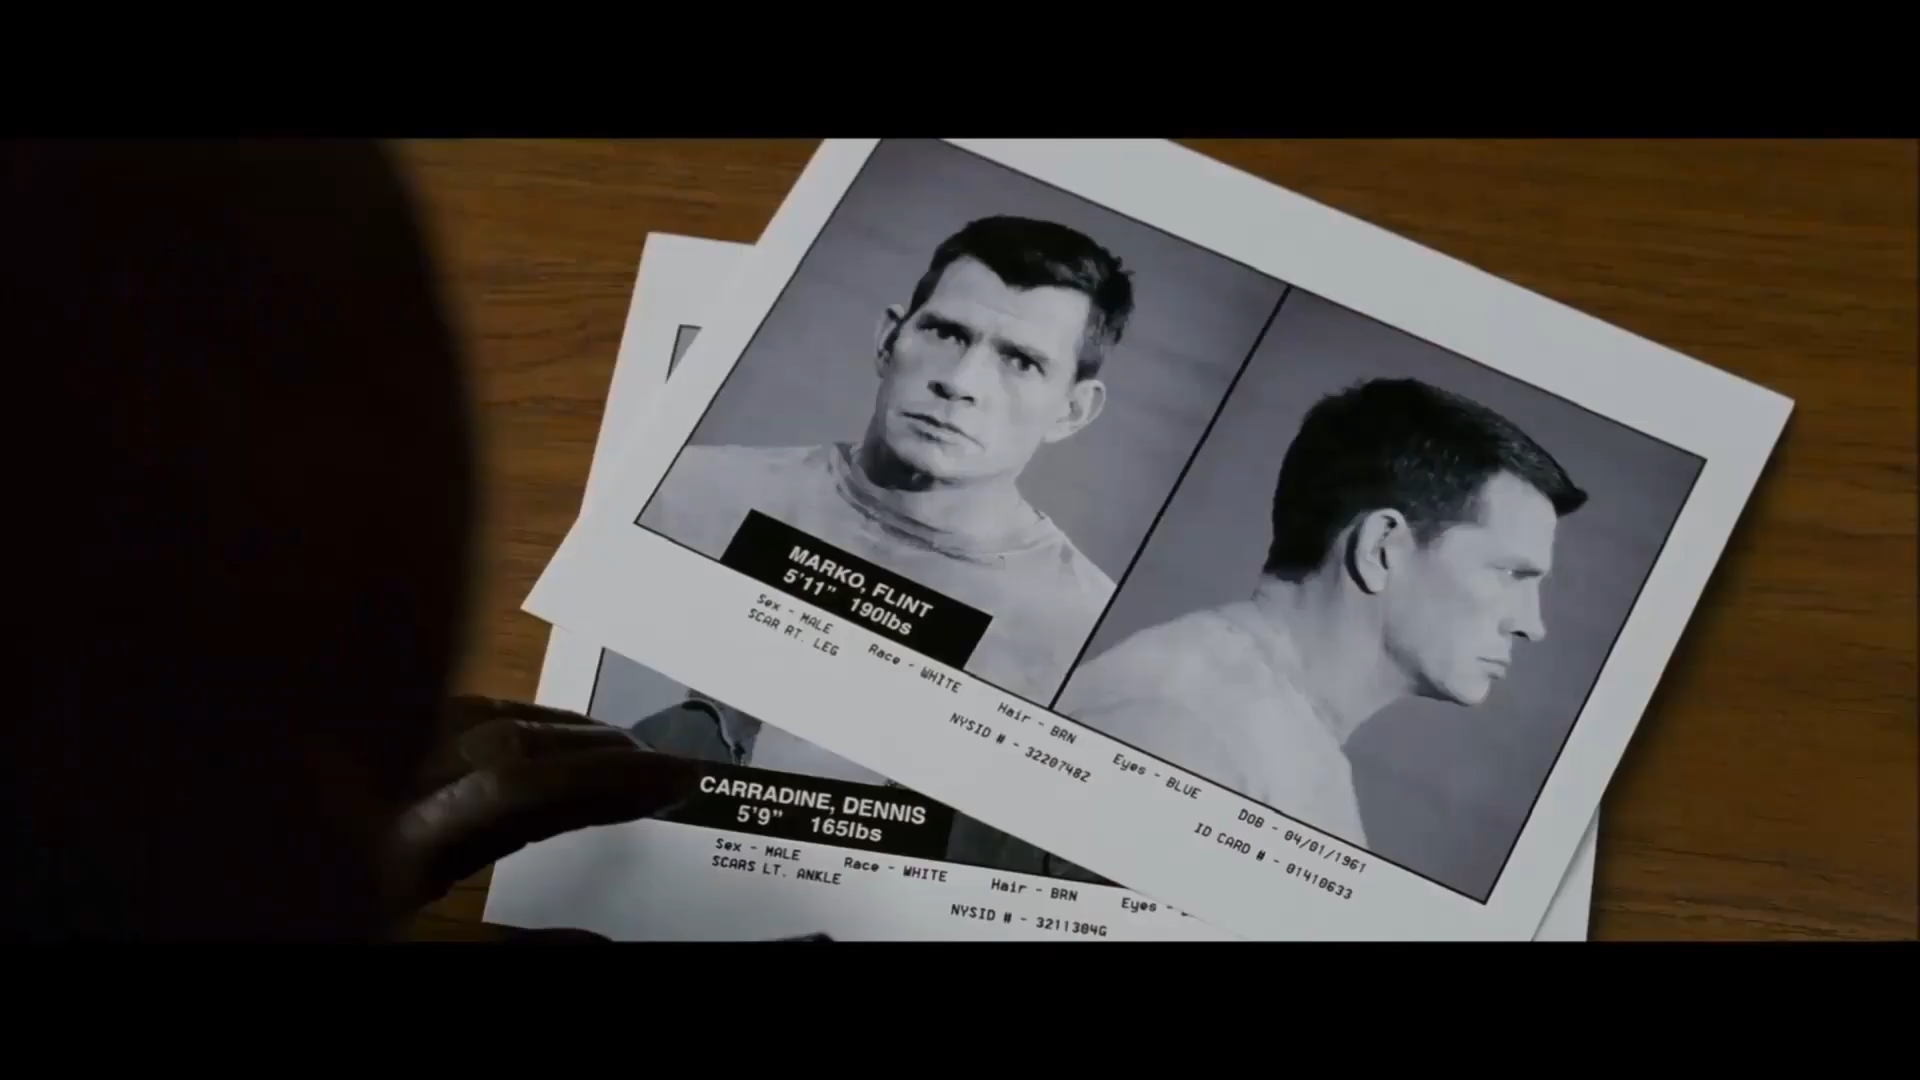 MARKO, FLINT
5'11" 190lbs
Sex - MALE Race - WHITE Hair - BRN Eyes - BLUE DOB - 04/01/1961
SCAR RT. LEG NYSID # - 3220748Z ID CARD # - 01410633
CARRADINE, DENNIS
5'9" 165lbs
Sex - MALE Race - WHITE Hair - BRN Eyes -
SCARS LT. ANKLE NYSID # - 3211304G